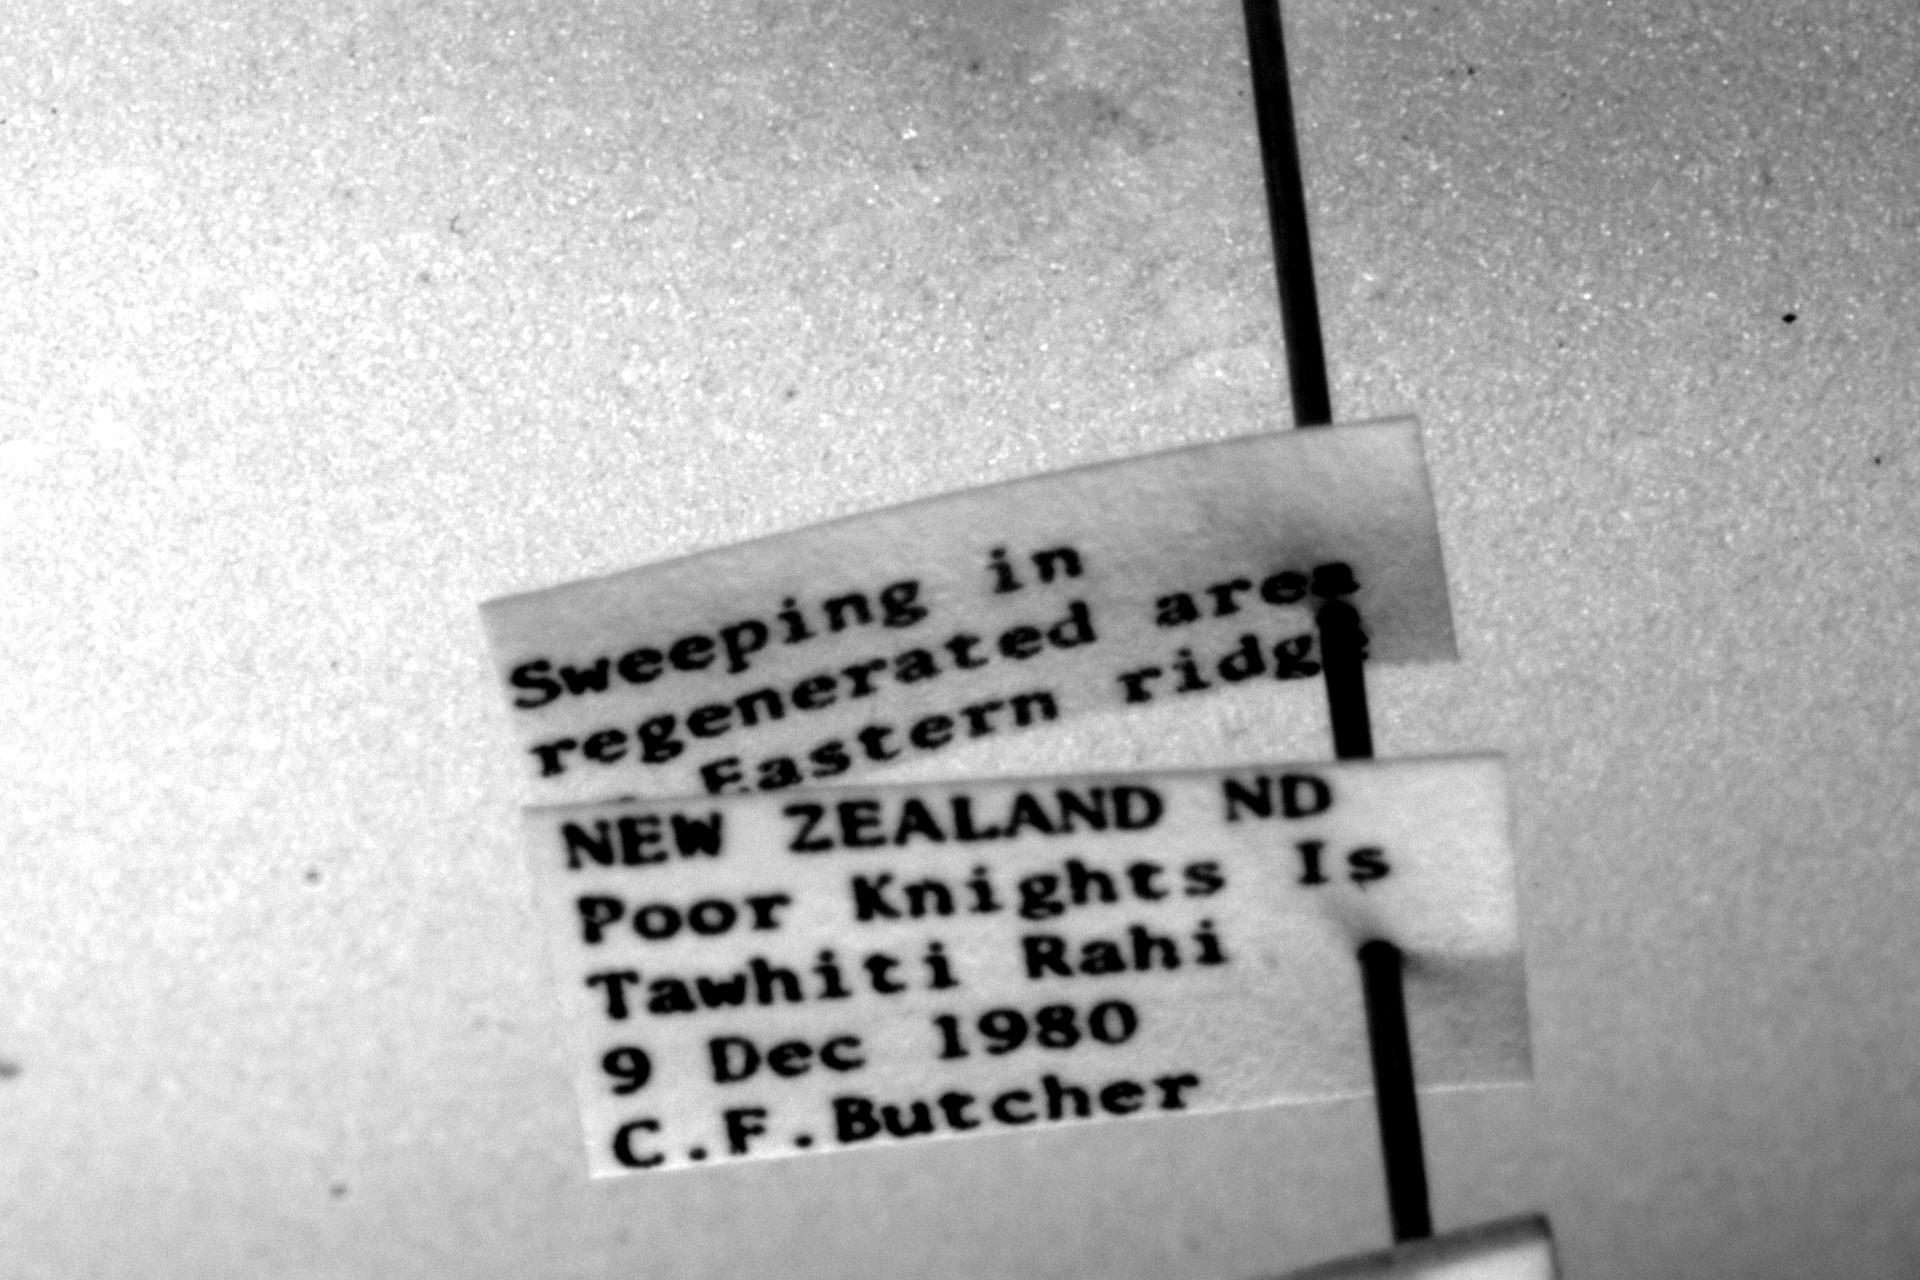 Sweeping in
regenerated area
Eastern ridge
NEW ZEALAND ND
Poor Knights Is
Tawhiti Rahi
9 Dec 1980
C.F.Butcher